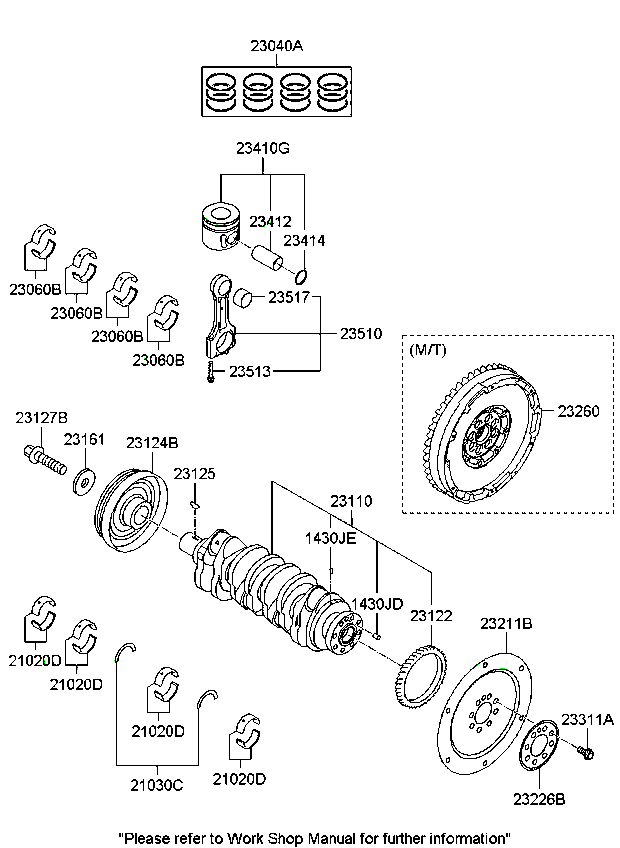 23040A
23410G
23412
23414
23060B
23060B
23060B
23060B
23517
23510
23513
(M/T)
23260
23127B
23161
23124B
23125
23110
1430JE
1430JD
23122
23211B
21020D
21020D
21020D
21020D
21030C
23311A
23226B
"Please refer to Work Shop Manual for further information"